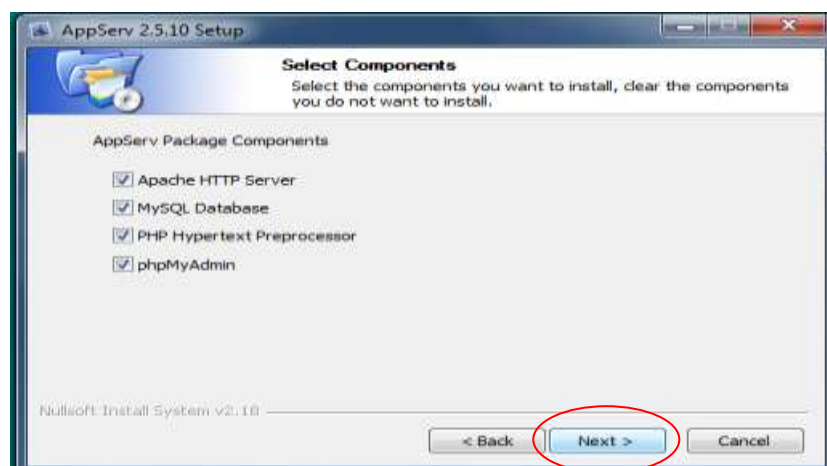 AppServ 2.5.10 Setup
Select Components
Select the components you want to install, clear the components
you do not want to install.
AppServ Package Components
Apache HTTP Server
MySQL Database
PHP Hypertext Preprocessor
phpMyAdmin
Nullsoft Install System v2.18
< Back Next > Cancel